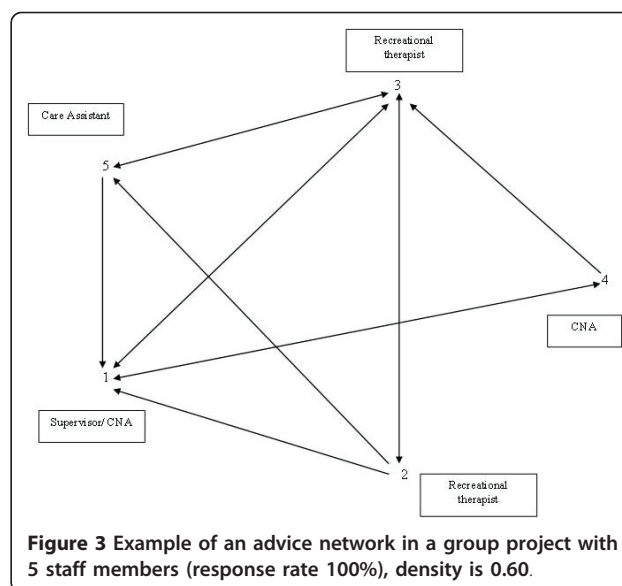 Recreational
therapist
3
Care Assistant
5
4
CNA
1
Supervisor/ CNA
2
Recreational
therapist
Figure 3 Example of an advice network in a group project with
5 staff members (response rate 100%), density is 0.60.